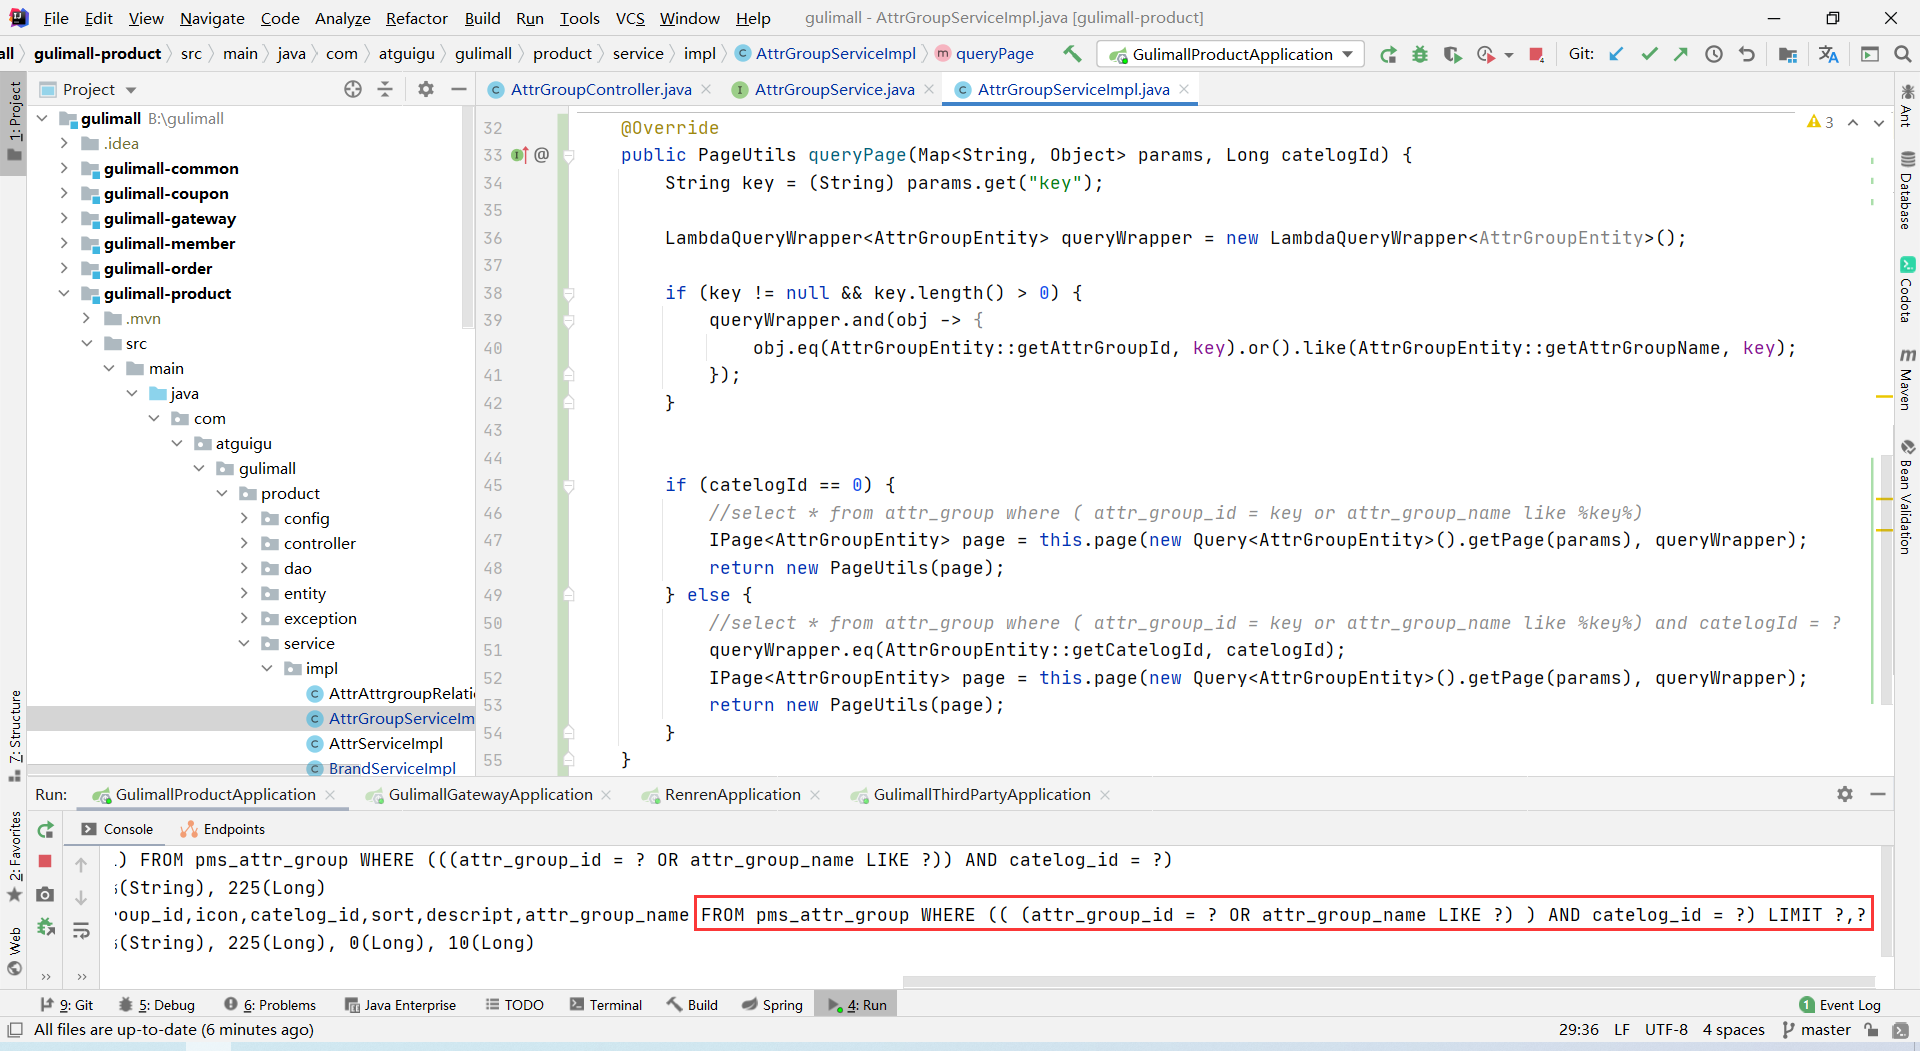 File Edit View Navigate Code Analyze Refactor Build Run Tools VCS Window Help gulimall - AttrGroupServiceImpl.java [gulimall-product]
all gulimall-product src main java com atguigu gulimall product service impl AttrGroupServiceImpl queryPage GulimallProductApplication Git:
Project
AttrGroupController.java AttrGroupService.java AttrGroupServiceImpl.java
1: Project
7: Structure
2: Favorites
Web
gulimall B:\gulimall
.idea
gulimall-common
gulimall-coupon
gulimall-gateway
gulimall-member
gulimall-order
gulimall-product
.mvn
src
main
java
com
atguigu
gulimall
product
config
controller
dao
entity
exception
service
impl
AttrAttrgroupRelatio
AttrGroupServiceIm
AttrServiceImpl
BrandServiceImpl
3
32 @Override
33 public PageUtils queryPage(Map<String, Object> params, Long catelogId) {
34 String key = (String) params.get("key");
35
36 LambdaQueryWrapper<AttrGroupEntity> queryWrapper = new LambdaQueryWrapper<AttrGroupEntity>();
37
38 if (key != null && key.length() > 0) {
39 queryWrapper.and(obj -> {
40 obj.eq(AttrGroupEntity::getAttrGroupId, key).or().like(AttrGroupEntity::getAttrGroupName, key);
41 });
42 }
43
44
45 if (catelogId == 0) {
46 //select * from attr_group where ( attr_group_id = key or attr_group_name like %key%)
47 IPage<AttrGroupEntity> page = this.page(new Query<AttrGroupEntity>().getPage(params), queryWrapper);
48 return new PageUtils(page);
49 } else {
50 //select * from attr_group where ( attr_group_id = key or attr_group_name like %key%) and catelogId = ?
51 queryWrapper.eq(AttrGroupEntity::getCatelogId, catelogId);
52 IPage<AttrGroupEntity> page = this.page(new Query<AttrGroupEntity>().getPage(params), queryWrapper);
53 return new PageUtils(page);
54 }
55 }
Ant
Database
Codota
Maven
Bean Validation
Run: GulimallProductApplication GulimallGatewayApplication RenrenApplication GulimallThirdPartyApplication
Console Endpoints
) FROM pms_attr_group WHERE (((attr_group_id = ? OR attr_group_name LIKE ?)) AND catelog_id = ?)
(String), 225(Long)
roup_id,icon,catelog_id,sort,descript,attr_group_name FROM pms_attr_group WHERE (( (attr_group_id = ? OR attr_group_name LIKE ?) ) AND catelog_id = ?) LIMIT ?,?
(String), 225(Long), 0(Long), 10(Long)
9: Git 5: Debug 6: Problems Java Enterprise TODO Terminal Build Spring 4: Run 1 Event Log
All files are up-to-date (6 minutes ago) 29:36 LF UTF-8 4 spaces master